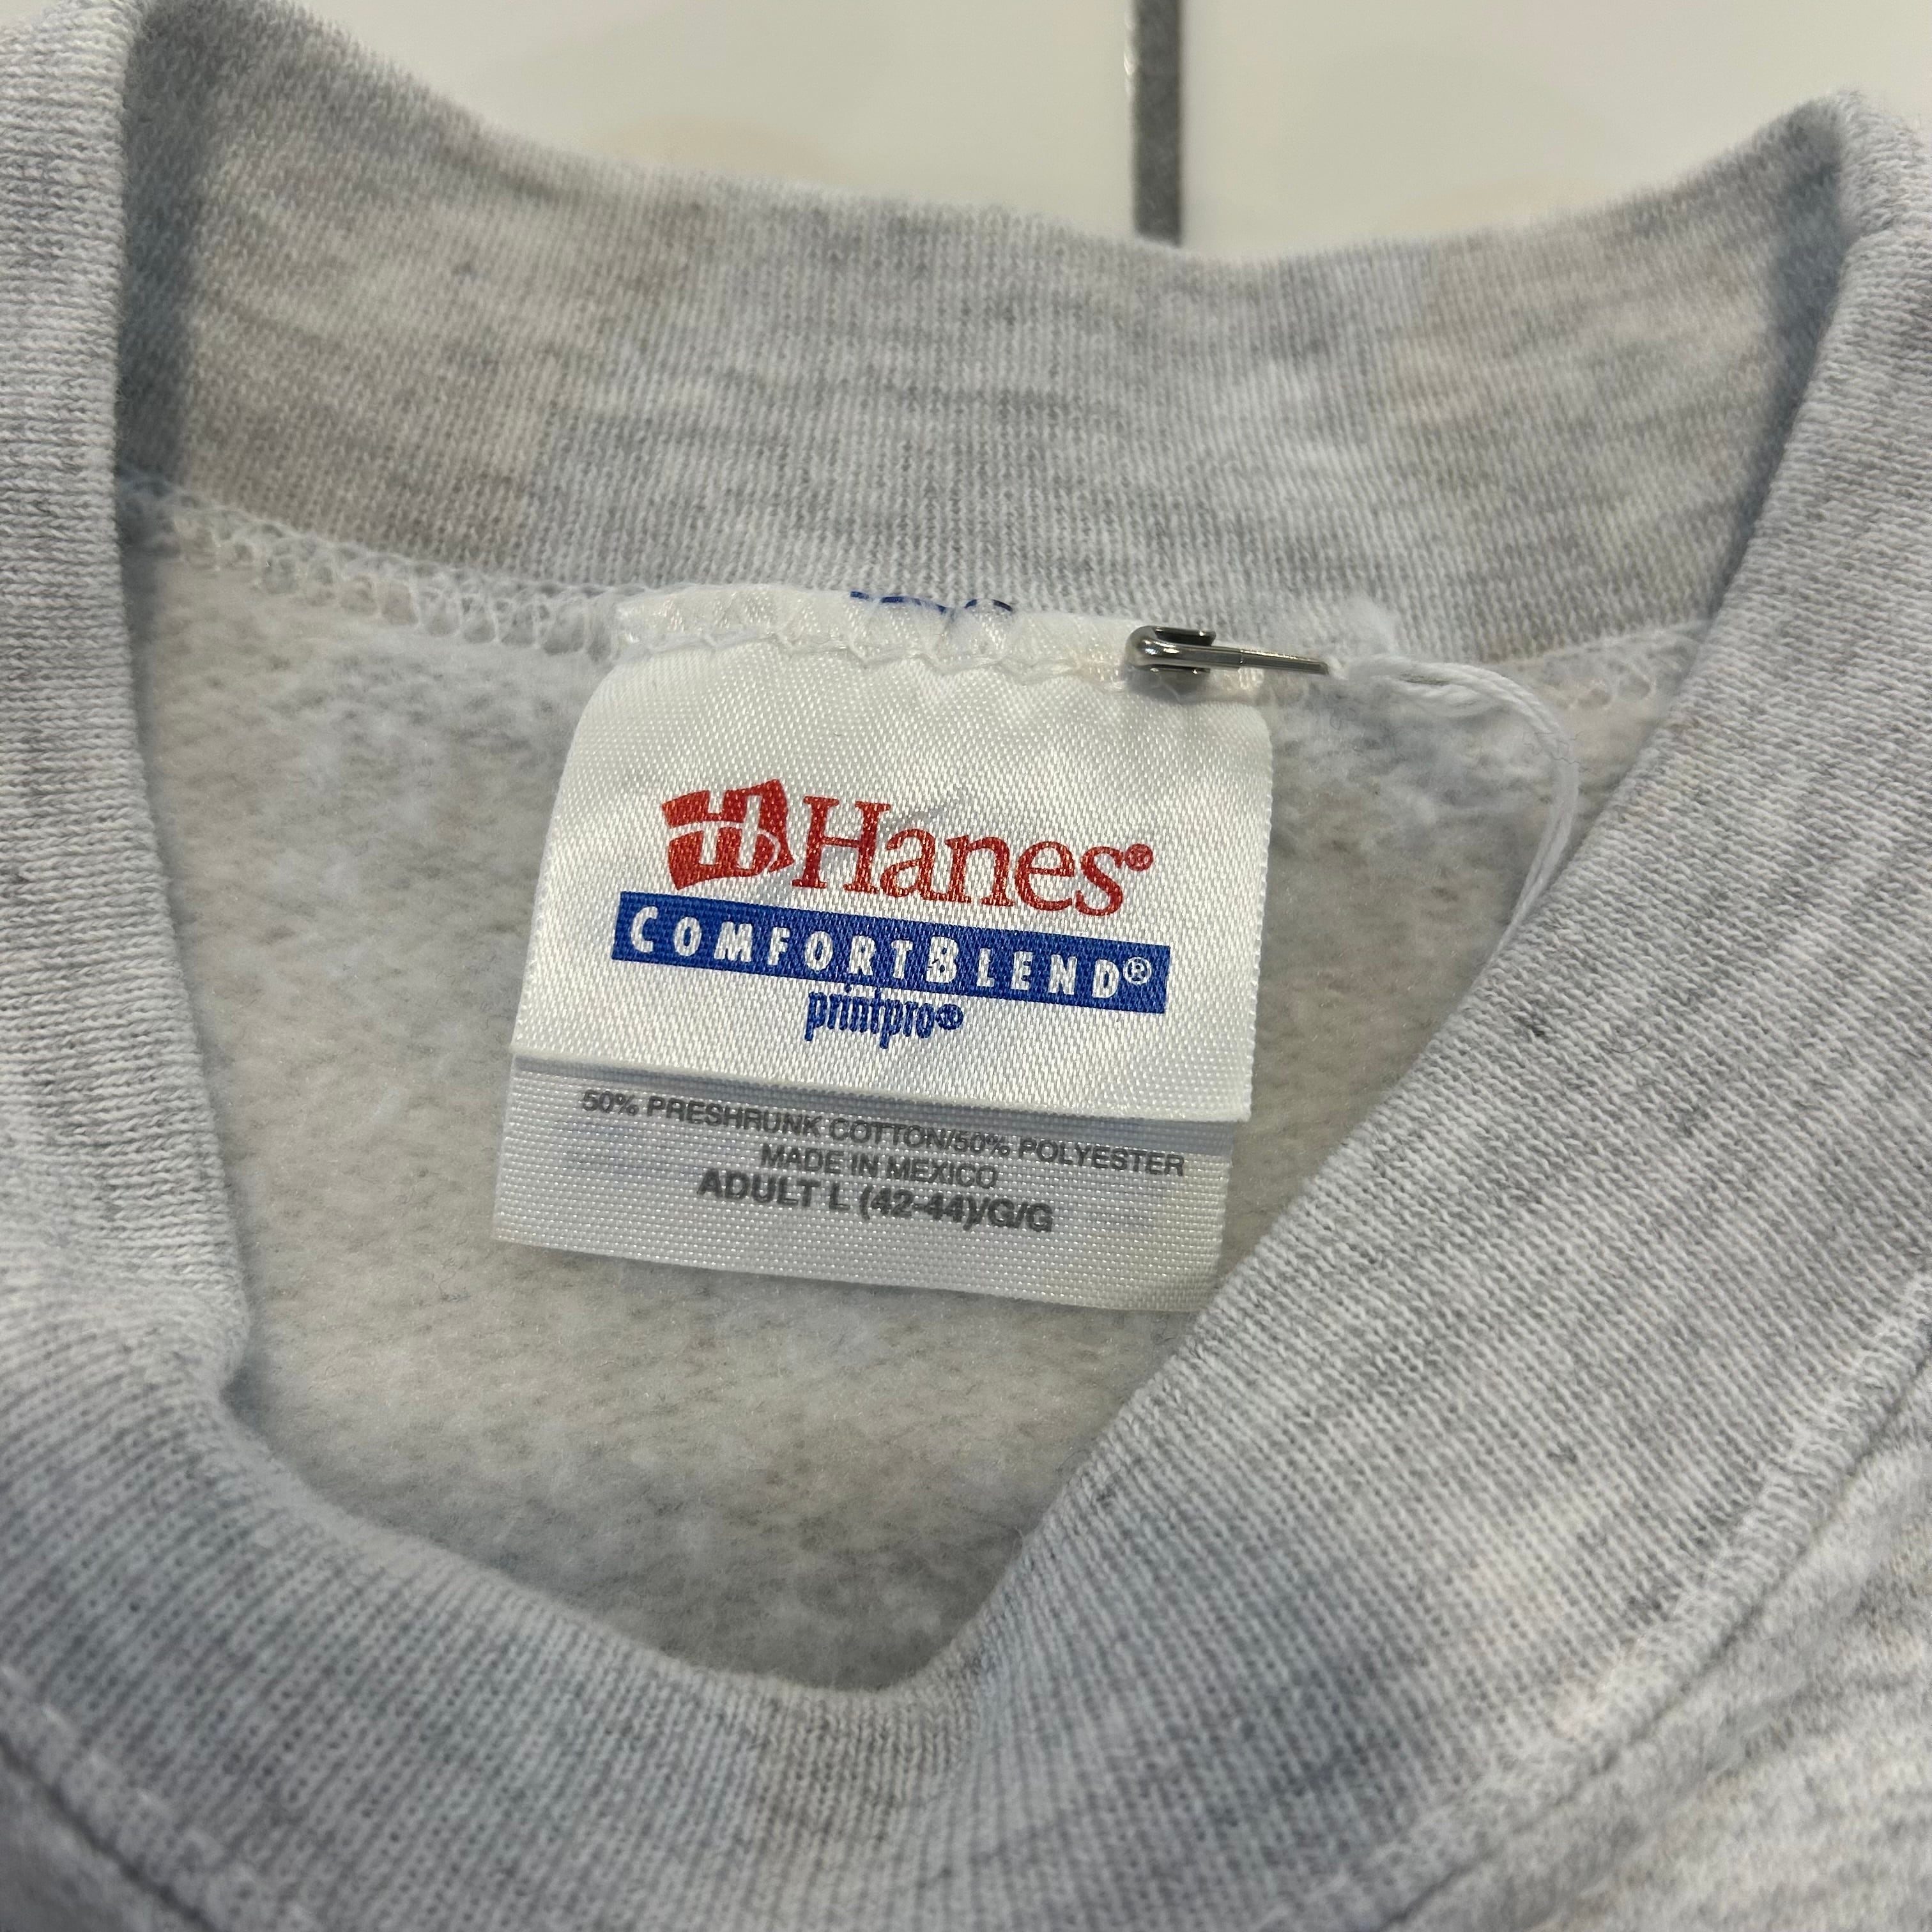 Hanes®
COMFORTBLEND®
printpro®
50% PRESHRUNK COTTON/50% POLYESTER
MADE IN MEXICO
ADULT L (42-44)/G/G